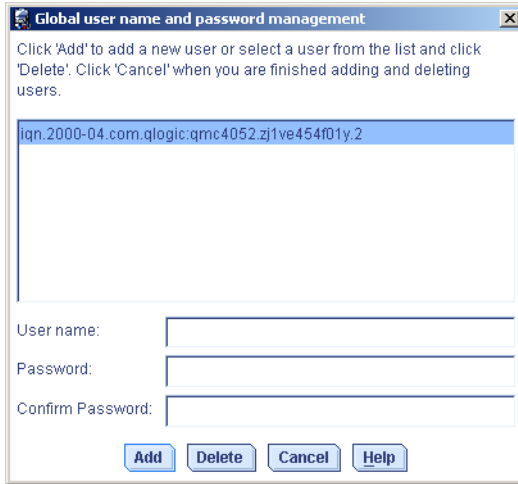 Global user name and password management
Click 'Add' to add a new user or select a user from the list and click
'Delete'. Click 'Cancel' when you are finished adding and deleting
users.
iqn.2000-04.com.qlogic:qmc4052.zj1ve454f01y.2
User name:
Password:
Confirm Password:
Add Delete Cancel Help